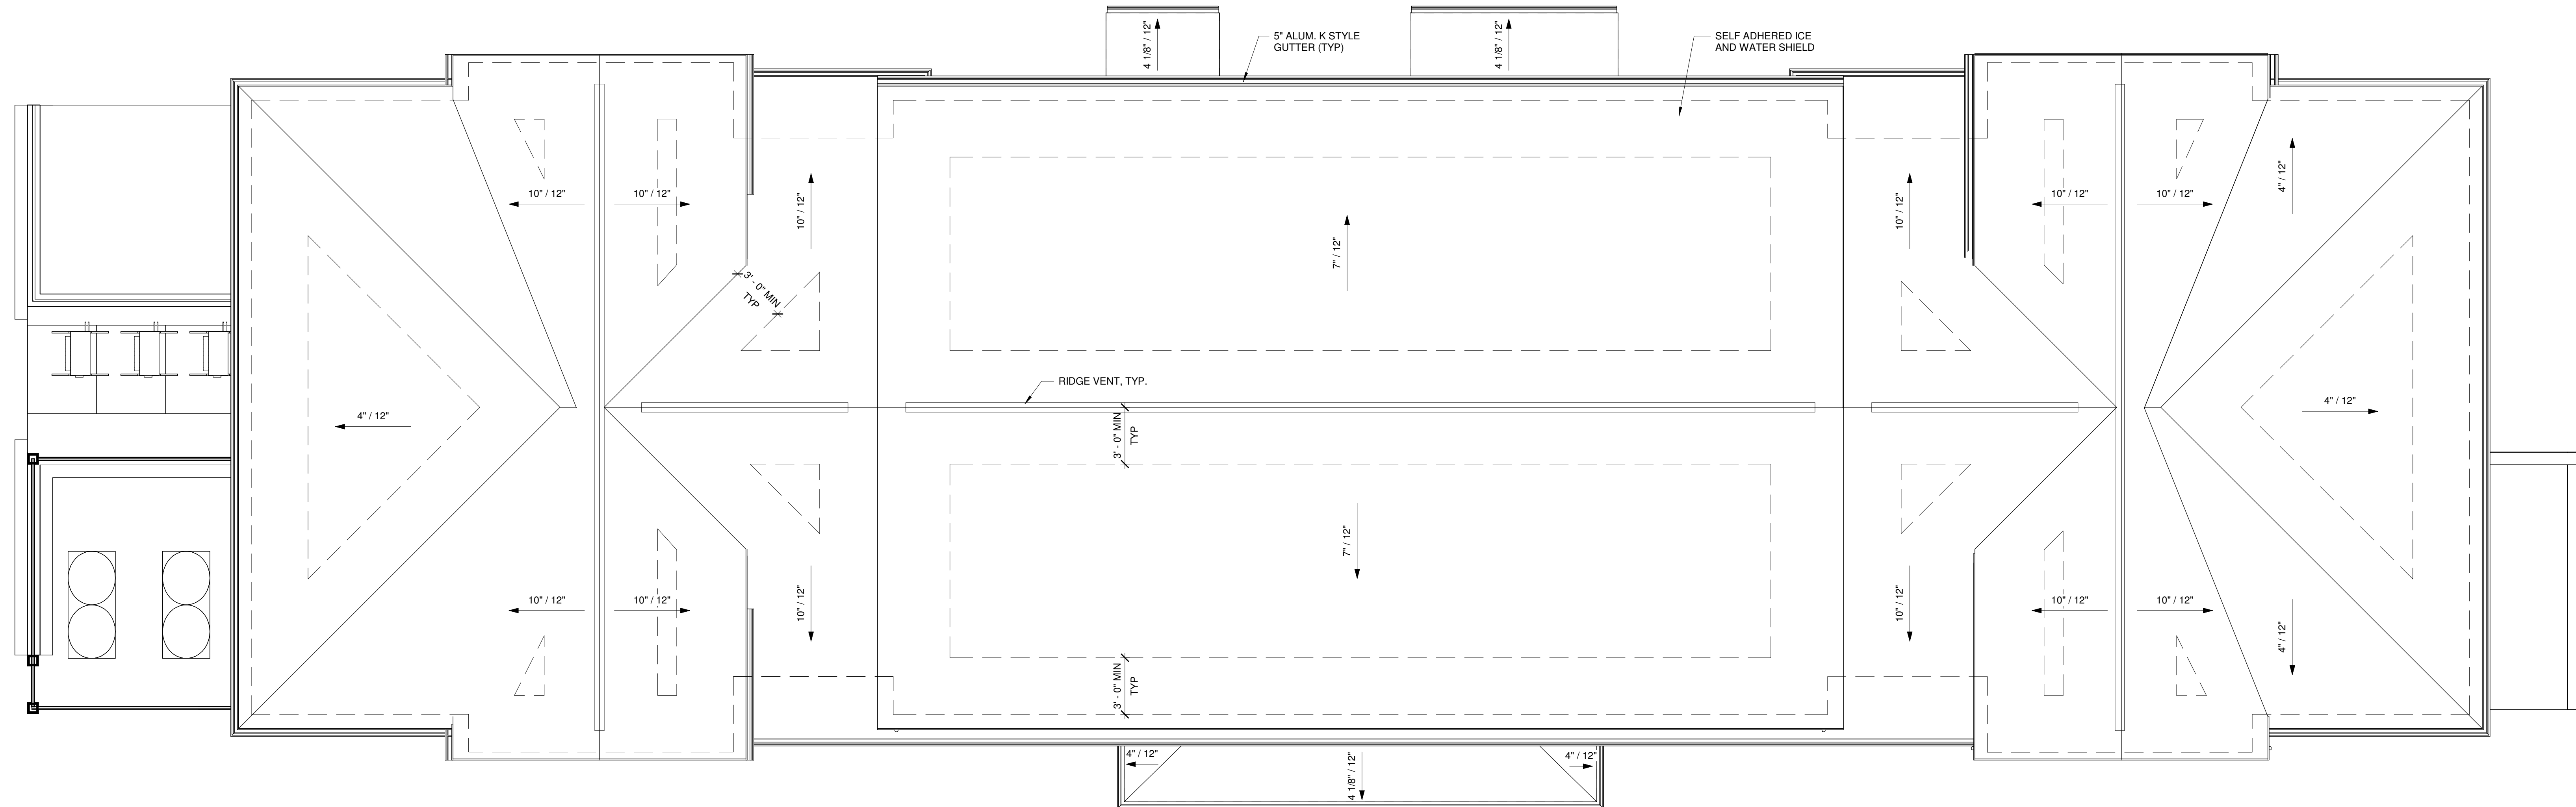 4 1/8" / 12"
4 1/8" / 12"
5" ALUM. K STYLE
GUTTER (TYP)
SELF ADHERED ICE
AND WATER SHIELD
10" / 12"
10" / 12"
10" / 12"
7" / 12"
10" / 12"
10" / 12"
10" / 12"
4" / 12"
3' - 0" MIN
TYP
RIDGE VENT, TYP.
4" / 12"
3' - 0" MIN
TYP
4" / 12"
7" / 12"
10" / 12"
10" / 12"
10" / 12"
10" / 12"
10" / 12"
10" / 12"
4" / 12"
3' - 0" MIN
TYP
4" / 12"
4 1/8" / 12"
4" / 12"